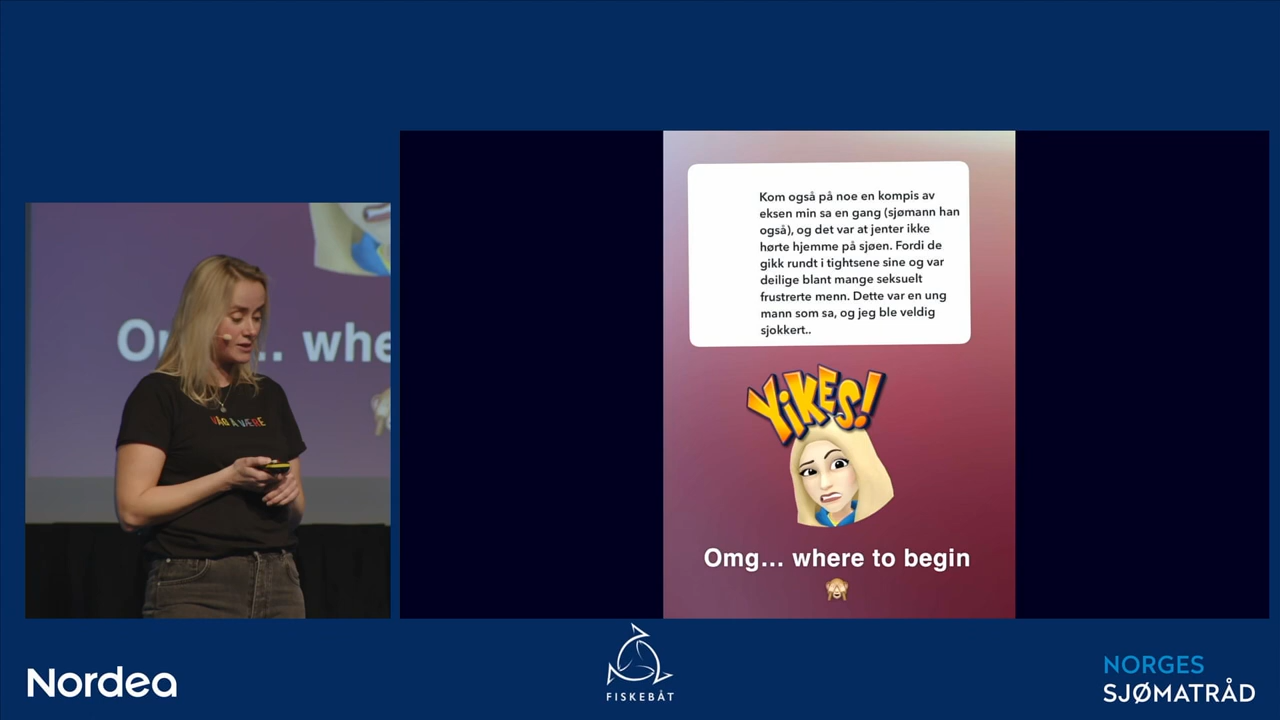 Kom også på noe en kompis av
eksen min sa en gang (sjømann han
også), og det var at jenter ikke
hørte hjemme på sjøen. Fordi de
gikk rundt i tightsene sine og var
deilige blant mange seksuelt
frustrerte menn. Dette var en ung
mann som sa, og jeg ble veldig
sjokkert..
YIKES!
Omg... where to begin
🙈
VÅG Å VÆRE
Nordea
FISKEBÅT
NORGES
SJØMATRÅD